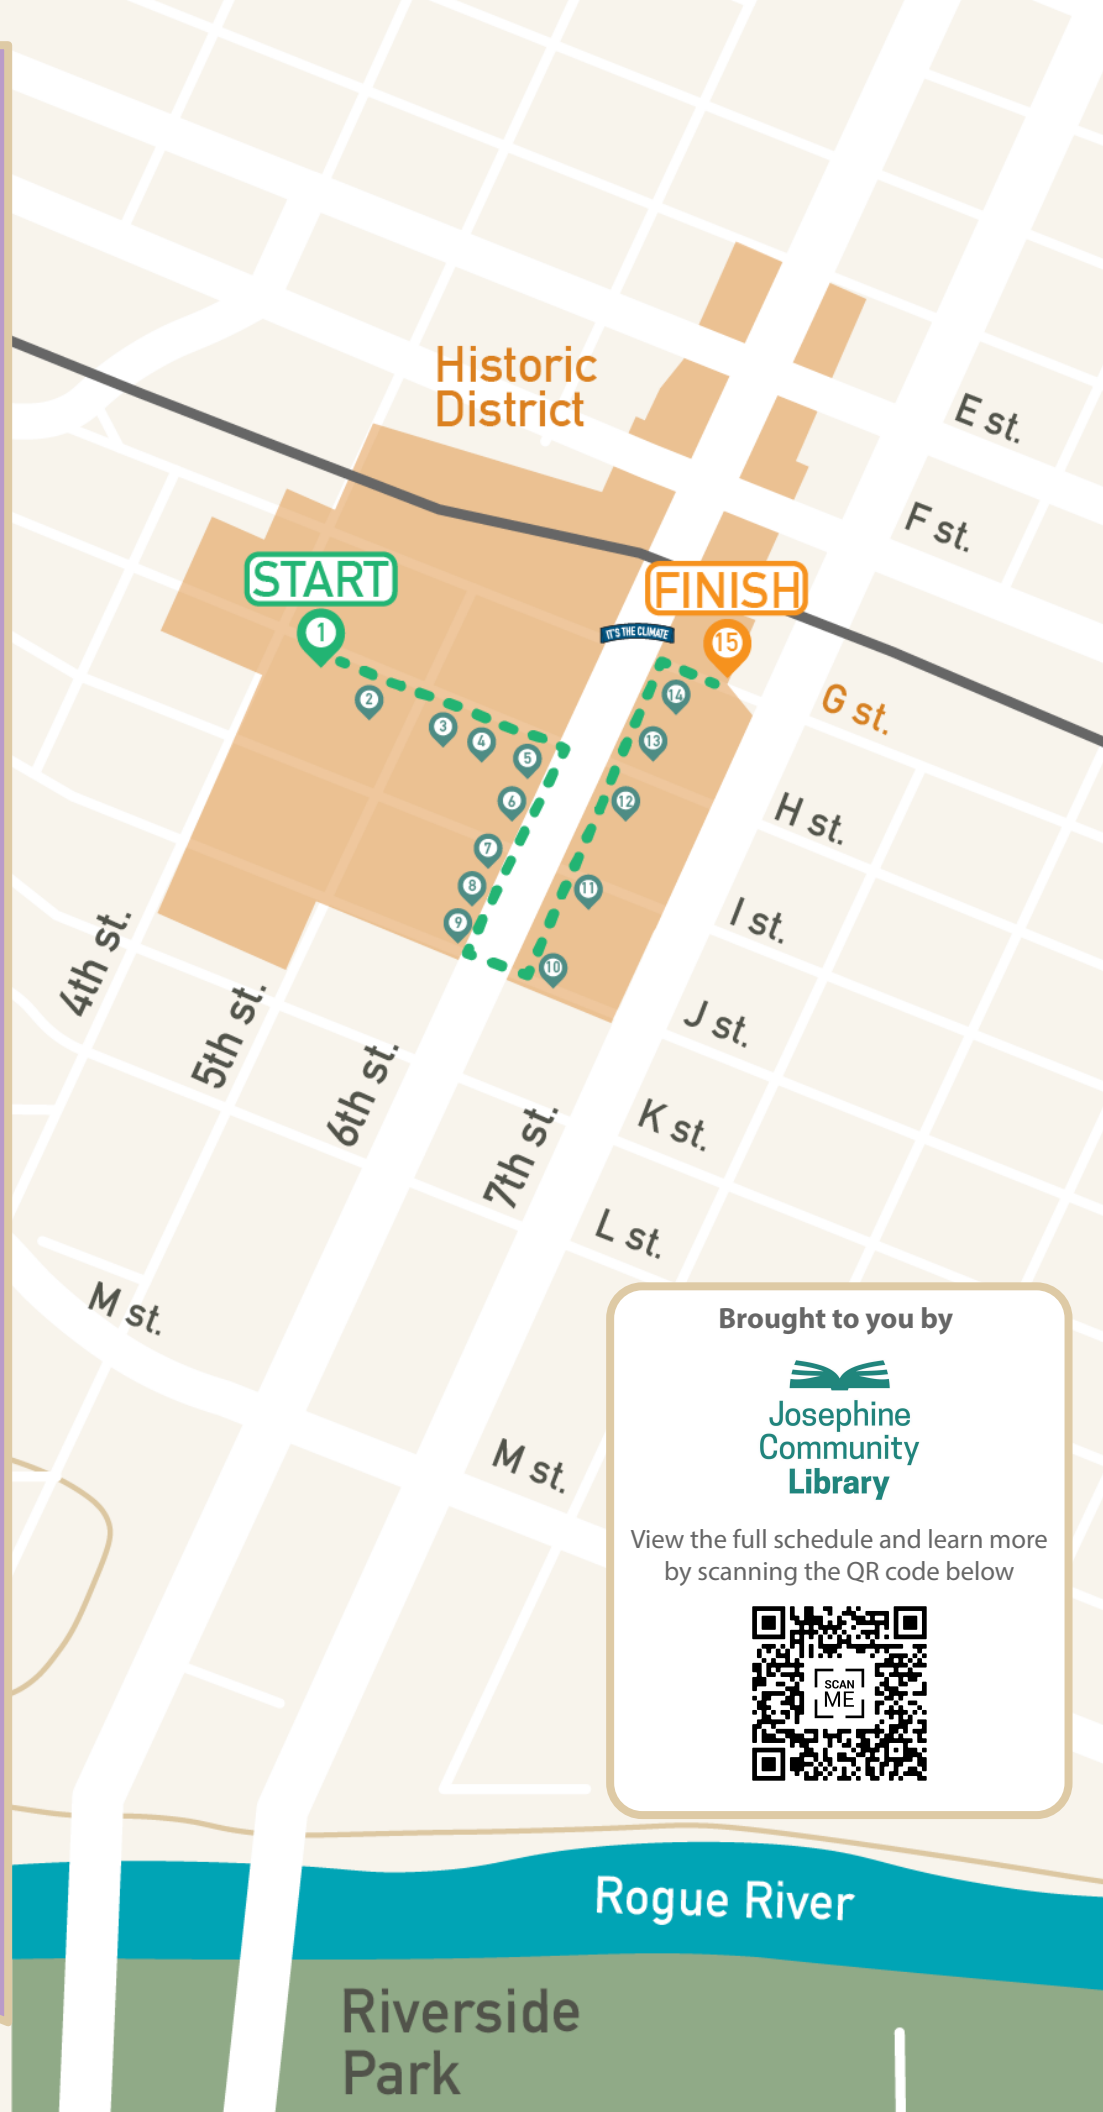 Historic
District
E st.
F st.
START
FINISH
1
IT'S THE CLIMATE
15
2
14
G st.
3
4
13
5
6
12
H st.
7
8
11
9
I st.
10
4th st.
5th st.
J st.
6th st.
7th st.
K st.
L st.
M st.
M st.
Brought to you by
Josephine
Community
Library
View the full schedule and learn more
by scanning the QR code below
SCAN
ME
Rogue River
Riverside
Park